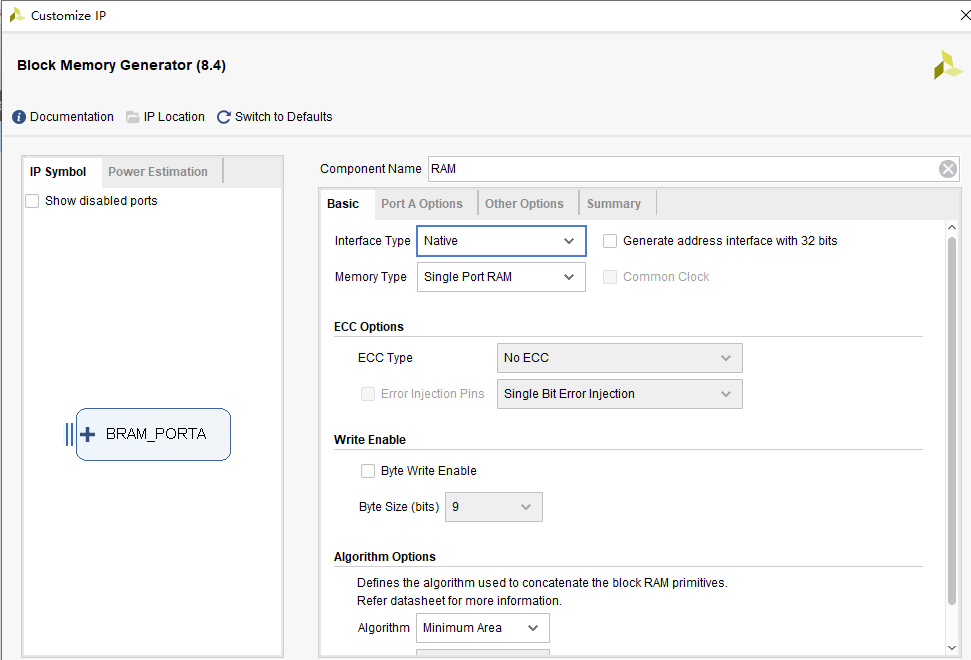 Customize IP
Block Memory Generator (8.4)
Documentation IP Location Switch to Defaults
IP Symbol Power Estimation
Show disabled ports
BRAM_PORTA
Component Name RAM
Basic Port A Options Other Options Summary
Interface Type Native Generate address interface with 32 bits
Memory Type Single Port RAM Common Clock
ECC Options
ECC Type No ECC
Error Injection Pins Single Bit Error Injection
Write Enable
Byte Write Enable
Byte Size (bits) 9
Algorithm Options
Defines the algorithm used to concatenate the block RAM primitives.
Refer datasheet for more information.
Algorithm Minimum Area